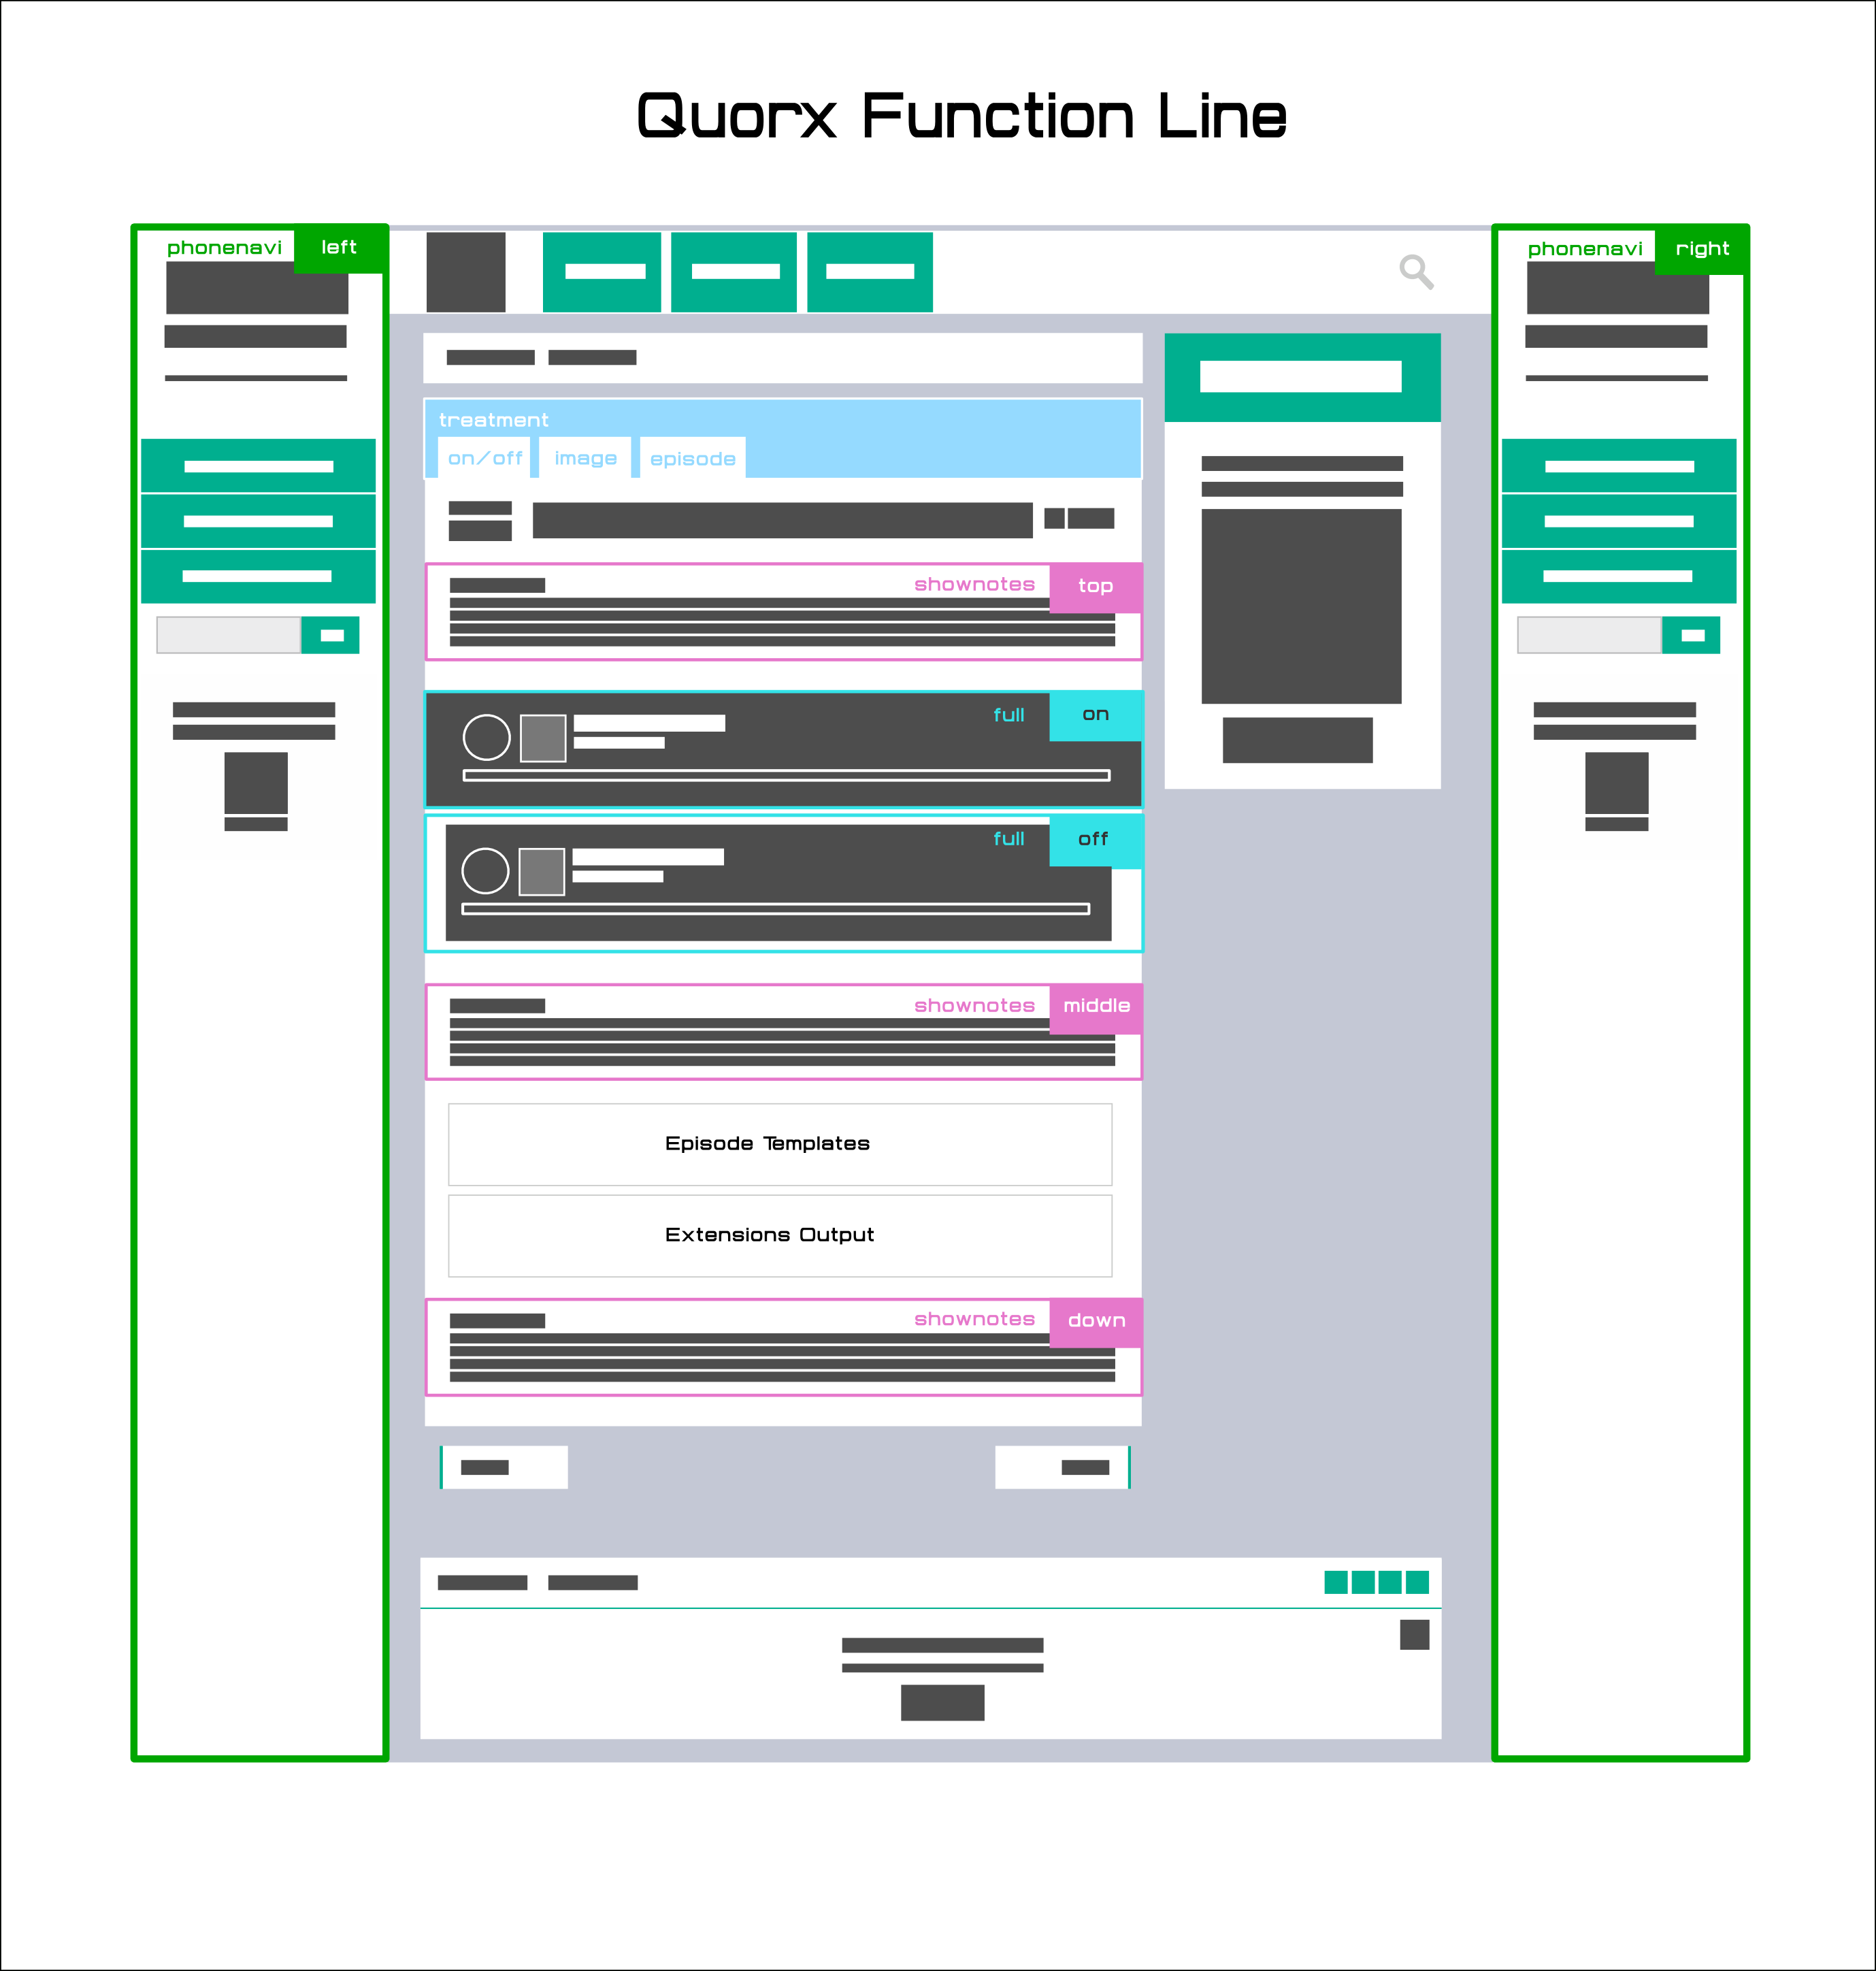 Quorx Function Line
phonenavi left
phonenavi right
treatment
on/off image episode
shownotes top
full on
full off
shownotes middle
Episode Templates
Extensions Output
shownotes down